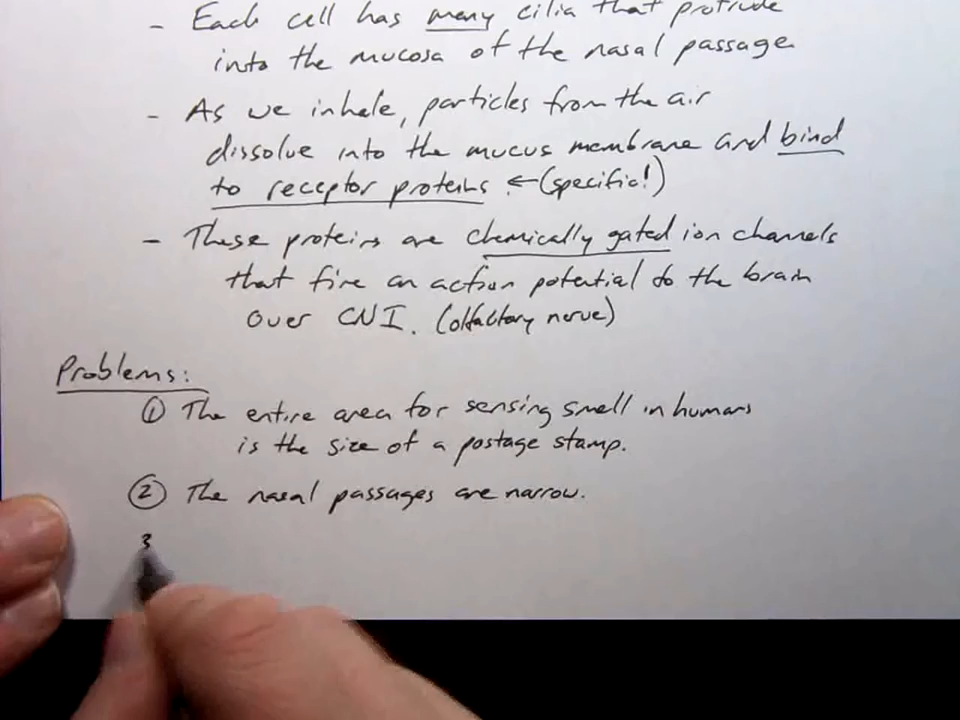 - Each cell has many cilia that protrude
into the mucosa of the nasal passage
- As we inhale, particles from the air
dissolve into the mucus membrane and bind
to receptor proteins. ← (specific!)
- These proteins are chemically gated ion channels
that fire an action potential to the brain
over CNI. (olfactory nerve)
Problems:
① The entire area for sensing smell in humans
is the size of a postage stamp.
② The nasal passages are narrow.
3